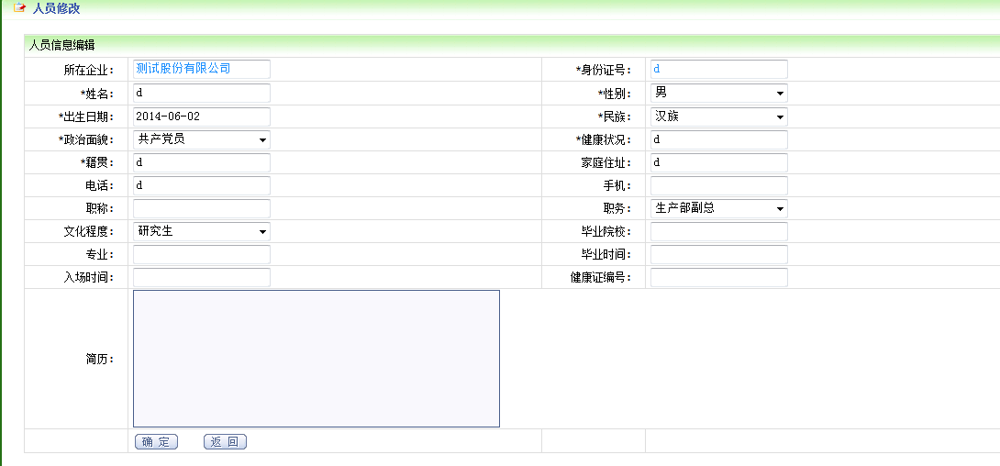 人员修改
人员信息编辑
所在企业： 测试股份有限公司 *身份证号： d
*姓名： d *性别： 男
*出生日期： 2014-06-02 *民族： 汉族
*政治面貌： 共产党员 *健康状况： d
*籍贯： d 家庭住址： d
电话： d 手机：
职称： 职务： 生产部副总
文化程度： 研究生 毕业院校：
专业： 毕业时间：
入场时间： 健康证编号：
简历：
确 定 返 回